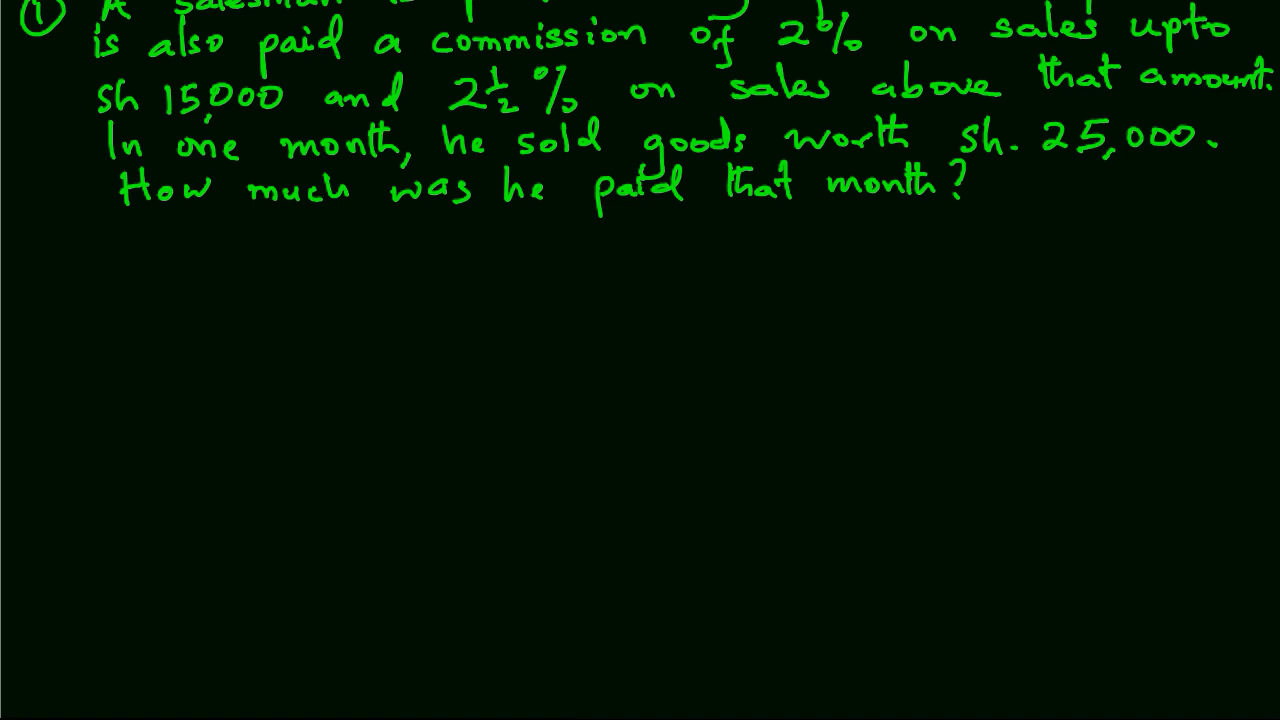 ① A salesman is
is also paid a commission of 2% on sales upto
sh 15,000 and 2½% on sales above that amount.
In one month, he sold goods worth sh. 25,000.
How much was he paid that month?